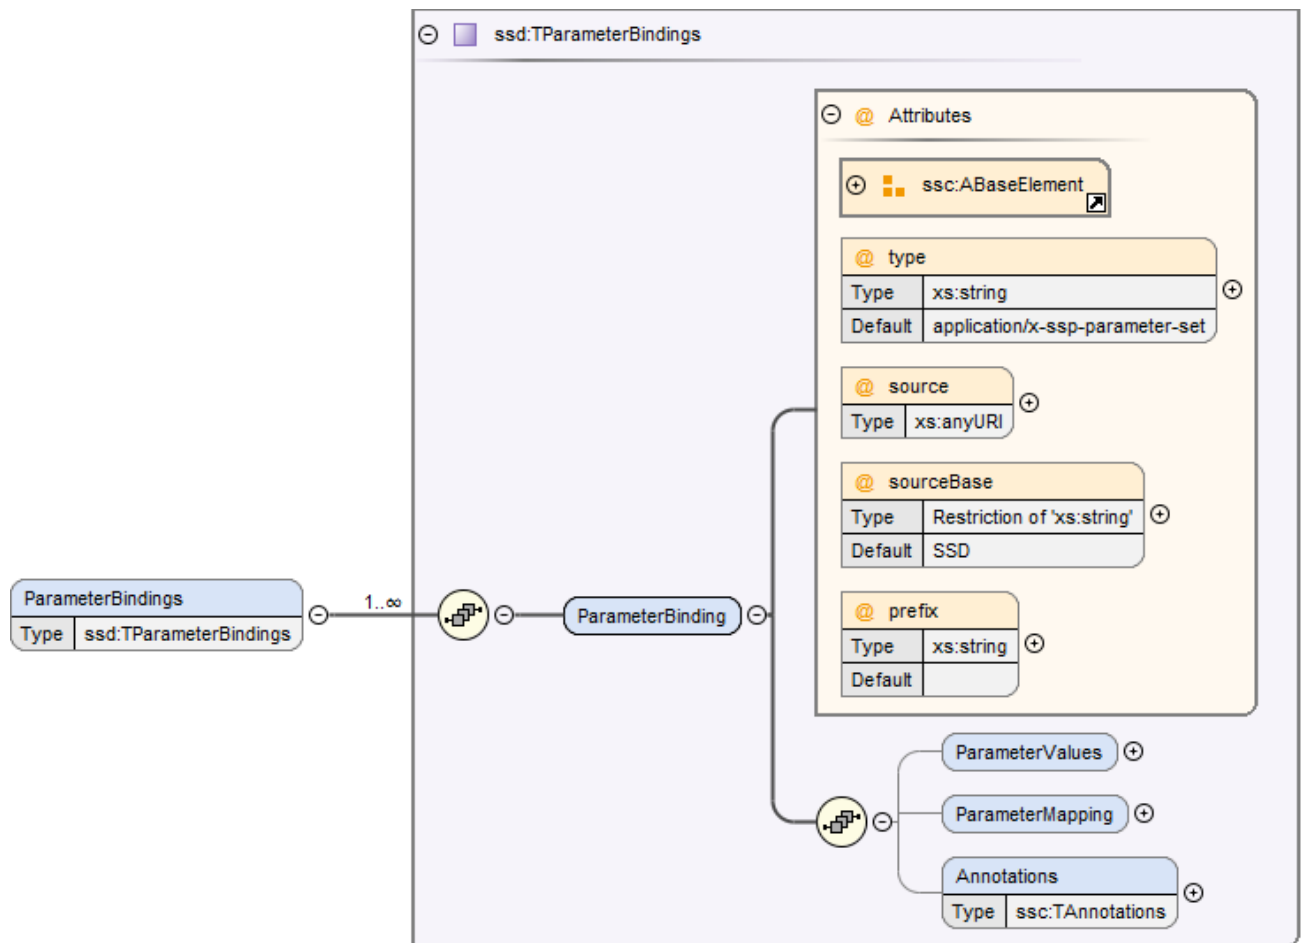 ssd:TParameterBindings
@ Attributes
ssc:ABaseElement
@ type
Type xs:string
Default application/x-ssp-parameter-set
@ source
Type xs:anyURI
@ sourceBase
Type Restriction of 'xs:string'
Default SSD
ParameterBindings
Type ssd:TParameterBindings
1..∞
ParameterBinding
@ prefix
Type xs:string
Default
ParameterValues
ParameterMapping
Annotations
Type ssc:TAnnotations